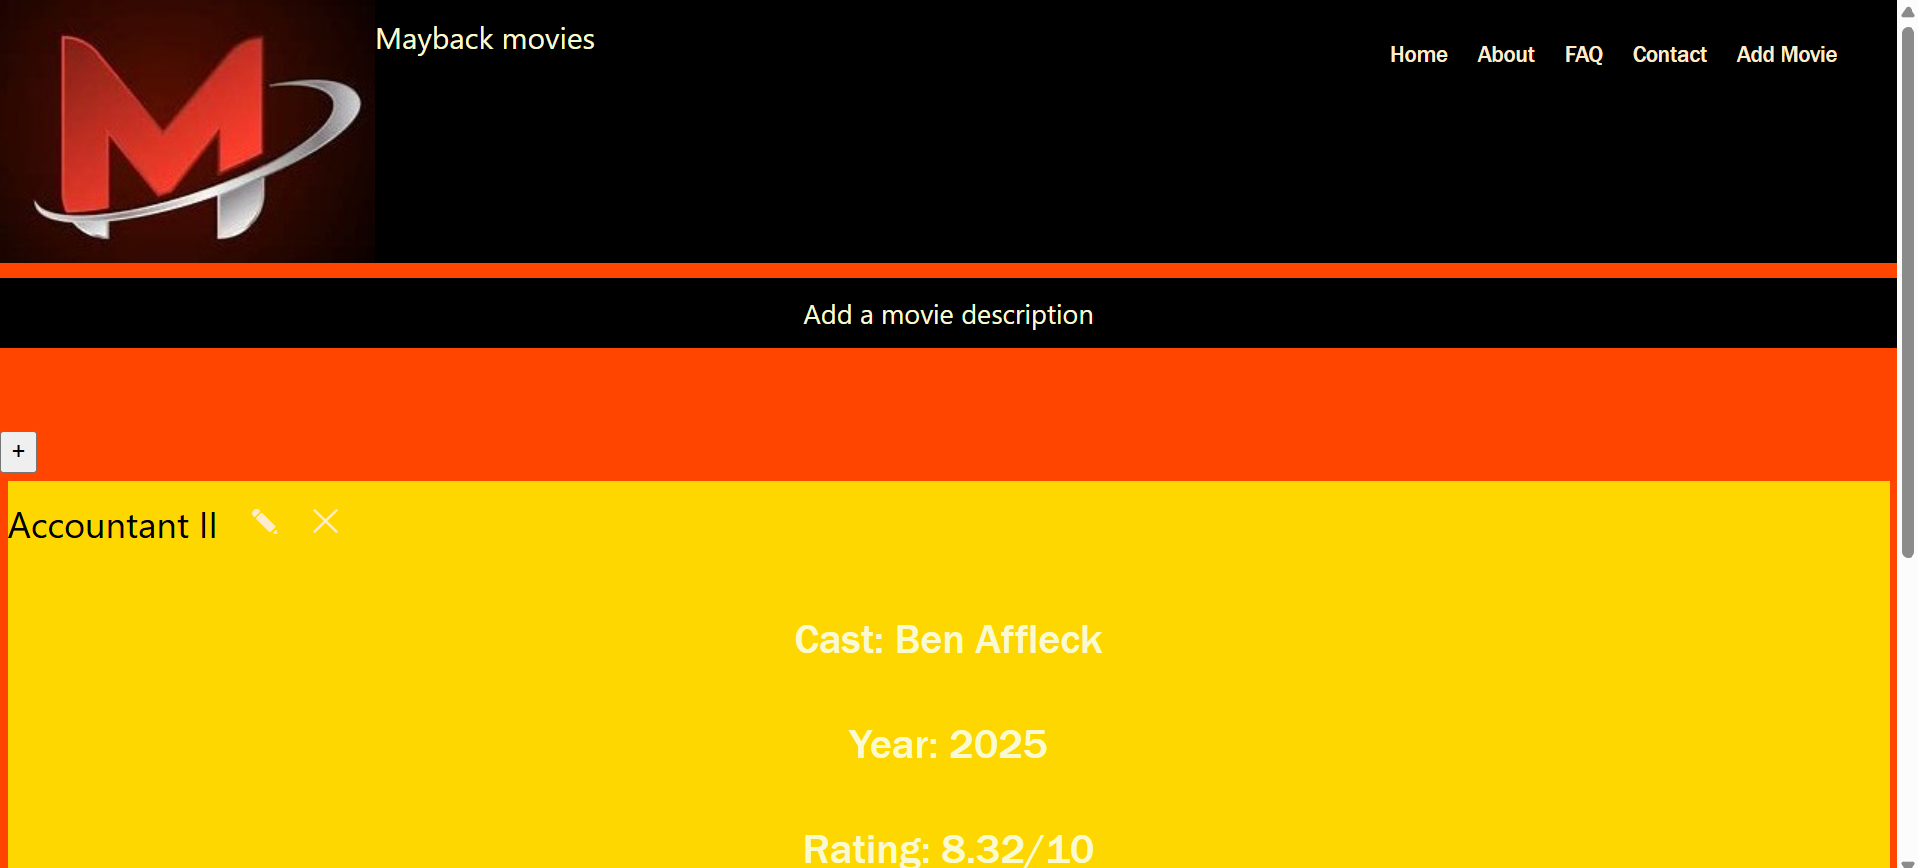 M
Mayback movies
Home About FAQ Contact Add Movie
Add a movie description
+
Accountant II
Cast: Ben Affleck
Year: 2025
Rating: 8.32/10